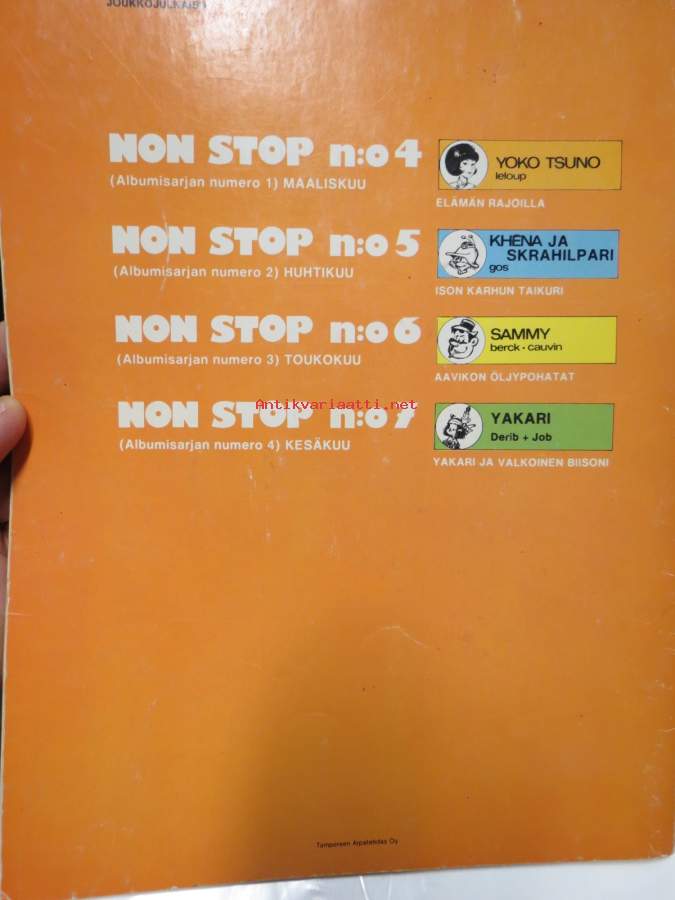 JOUKKOJULKAISU
NON STOP n:o 4
(Albumisarjan numero 1) MAALISKUU
YOKO TSUNO
leloup
ELÄMÄN RAJOILLA
NON STOP n:o 5
(Albumisarjan numero 2) HUHTIKUU
KHENA JA
SKRAHILPARI
gos
ISON KARHUN TAIKURI
NON STOP n:o 6
(Albumisarjan numero 3) TOUKOKUU
SAMMY
berck - cauvin
AAVIKON ÖLJYPOHATAT
NON STOP n:o 7
(Albumisarjan numero 4) KESÄKUU
YAKARI
Derib + Job
YAKARI JA VALKOINEN BIISONI
Antikvariaatti.net
Tampereen Arpatehdas Oy